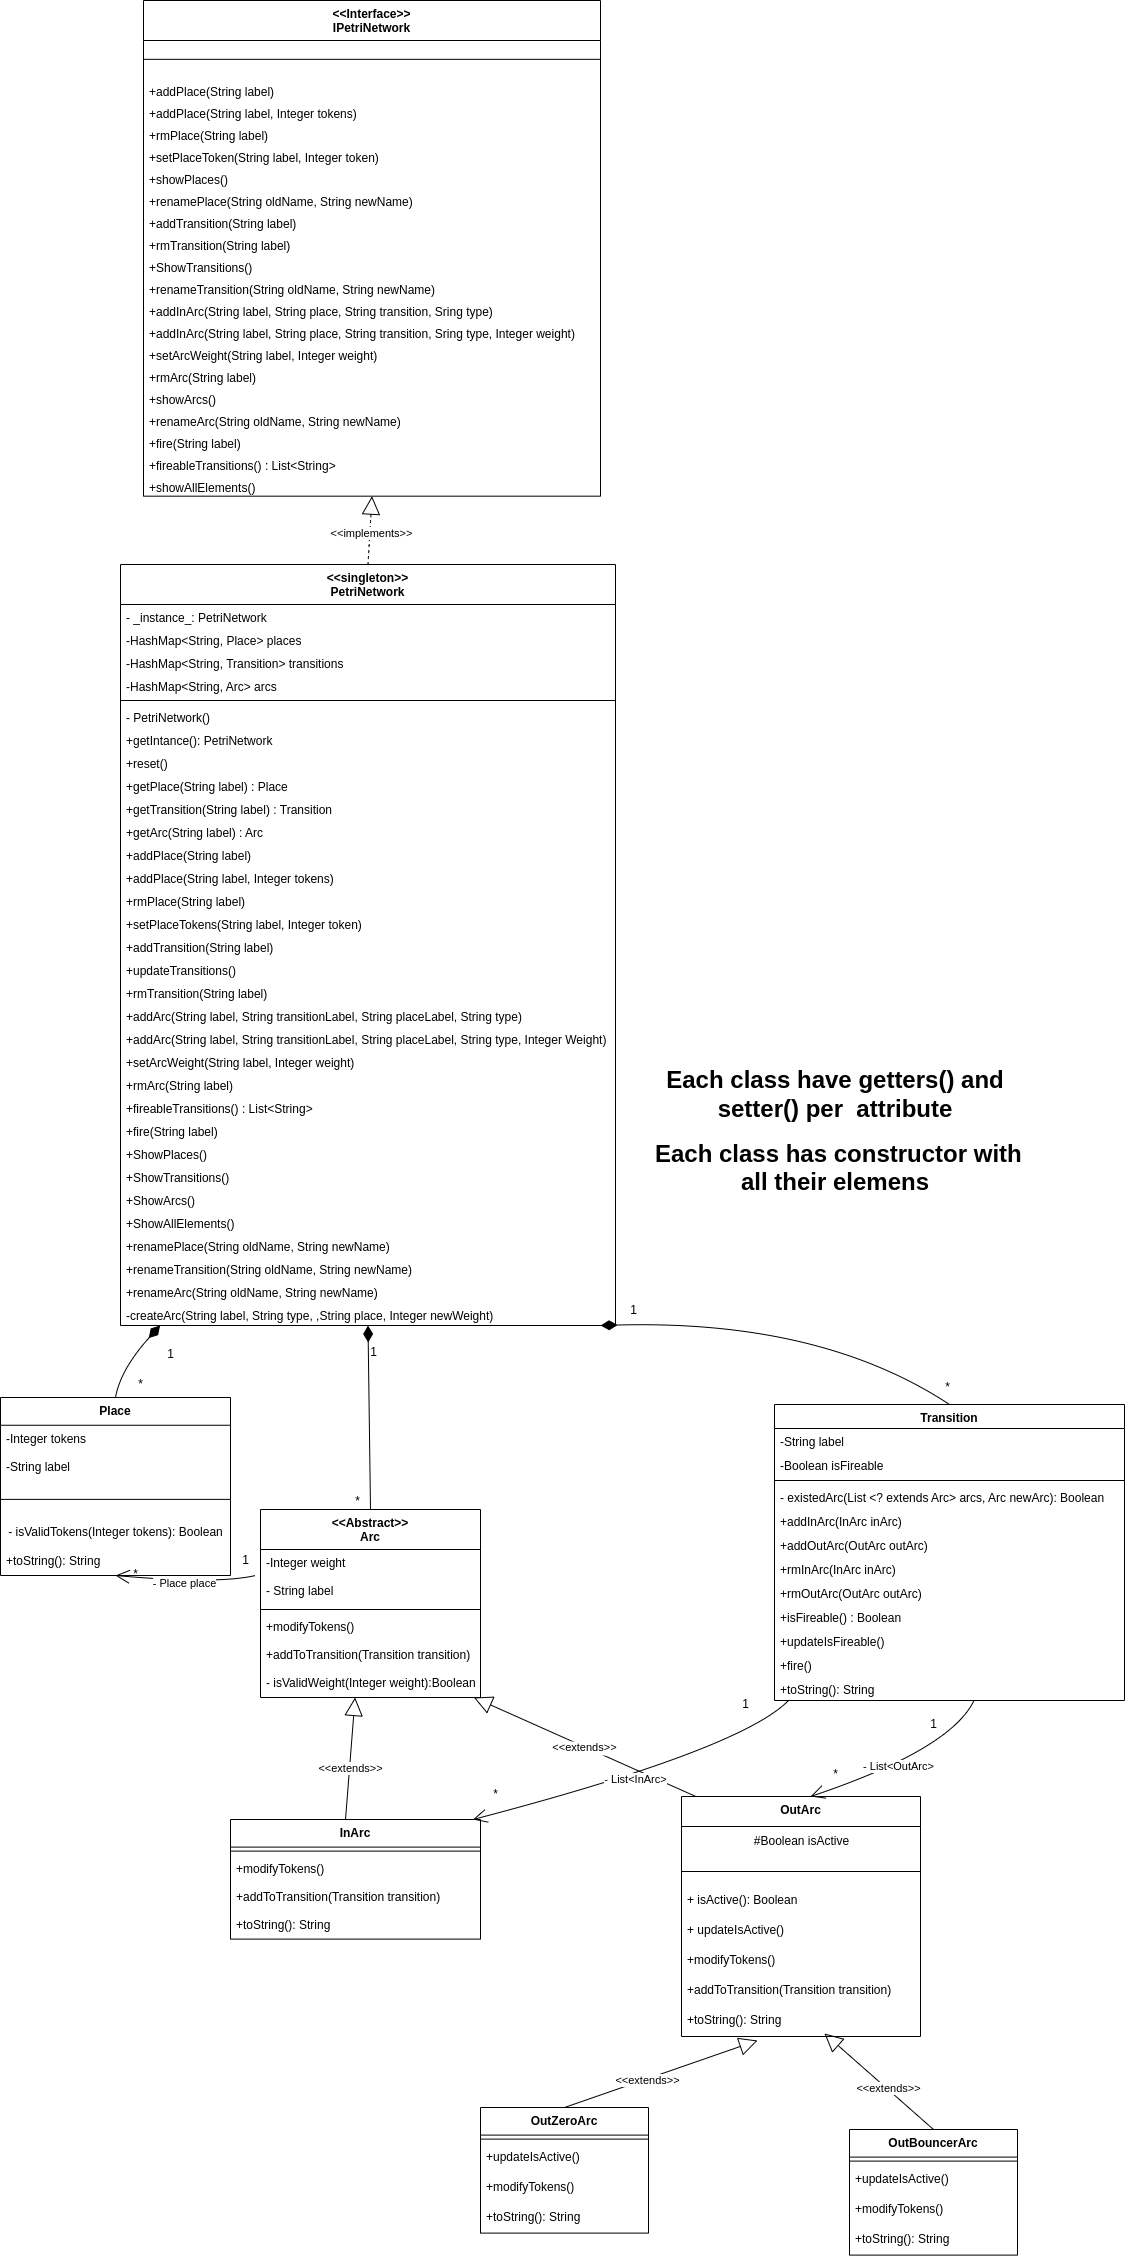 <<Interface>>
IPetriNetwork
+addPlace(String label)
+addPlace(String label, Integer tokens)
+rmPlace(String label)
+setPlaceToken(String label, Integer token)
+showPlaces()
+renamePlace(String oldName, String newName)
+addTransition(String label)
+rmTransition(String label)
+ShowTransitions()
+renameTransition(String oldName, String newName)
+addInArc(String label, String place, String transition, Sring type)
+addInArc(String label, String place, String transition, Sring type, Integer weight)
+setArcWeight(String label, Integer weight)
+rmArc(String label)
+showArcs()
+renameArc(String oldName, String newName)
+fire(String label)
+fireableTransitions() : List<String>
+showAllElements()
<<implements>>
<<singleton>>
PetriNetwork
- _instance_: PetriNetwork
-HashMap<String, Place> places
-HashMap<String, Transition> transitions
-HashMap<String, Arc> arcs
- PetriNetwork()
+getIntance(): PetriNetwork
+reset()
+getPlace(String label) : Place
+getTransition(String label) : Transition
+getArc(String label) : Arc
+addPlace(String label)
+addPlace(String label, Integer tokens)
+rmPlace(String label)
+setPlaceTokens(String label, Integer token)
+addTransition(String label)
+updateTransitions()
+rmTransition(String label)
+addArc(String label, String transitionLabel, String placeLabel, String type)
+addArc(String label, String transitionLabel, String placeLabel, String type, Integer Weight)
+setArcWeight(String label, Integer weight)
+rmArc(String label)
+fireableTransitions() : List<String>
+fire(String label)
+ShowPlaces()
+ShowTransitions()
+ShowArcs()
+ShowAllElements()
+renamePlace(String oldName, String newName)
+renameTransition(String oldName, String newName)
+renameArc(String oldName, String newName)
-createArc(String label, String type, ,String place, Integer newWeight)
Each class have getters() and
setter() per  attribute
Each class has constructor with
all their elemens
1
1
1
*
*
*
Place
-Integer tokens
-String label
- isValidTokens(Integer tokens): Boolean
+toString(): String
*
1
- Place place
<<Abstract>>
Arc
-Integer weight
- String label
+modifyTokens()
+addToTransition(Transition transition)
- isValidWeight(Integer weight):Boolean
Transition
-String label
-Boolean isFireable
- existedArc(List <? extends Arc> arcs, Arc newArc): Boolean
+addInArc(InArc inArc)
+addOutArc(OutArc outArc)
+rmInArc(InArc inArc)
+rmOutArc(OutArc outArc)
+isFireable() : Boolean
+updateIsFireable()
+fire()
+toString(): String
1
1
<<extends>>
<<extends>>
- List<InArc>
- List<OutArc>
*
*
InArc
+modifyTokens()
+addToTransition(Transition transition)
+toString(): String
OutArc
#Boolean isActive
+ isActive(): Boolean
+ updateIsActive()
+modifyTokens()
+addToTransition(Transition transition)
+toString(): String
<<extends>>
<<extends>>
OutZeroArc
+updateIsActive()
+modifyTokens()
+toString(): String
OutBouncerArc
+updateIsActive()
+modifyTokens()
+toString(): String